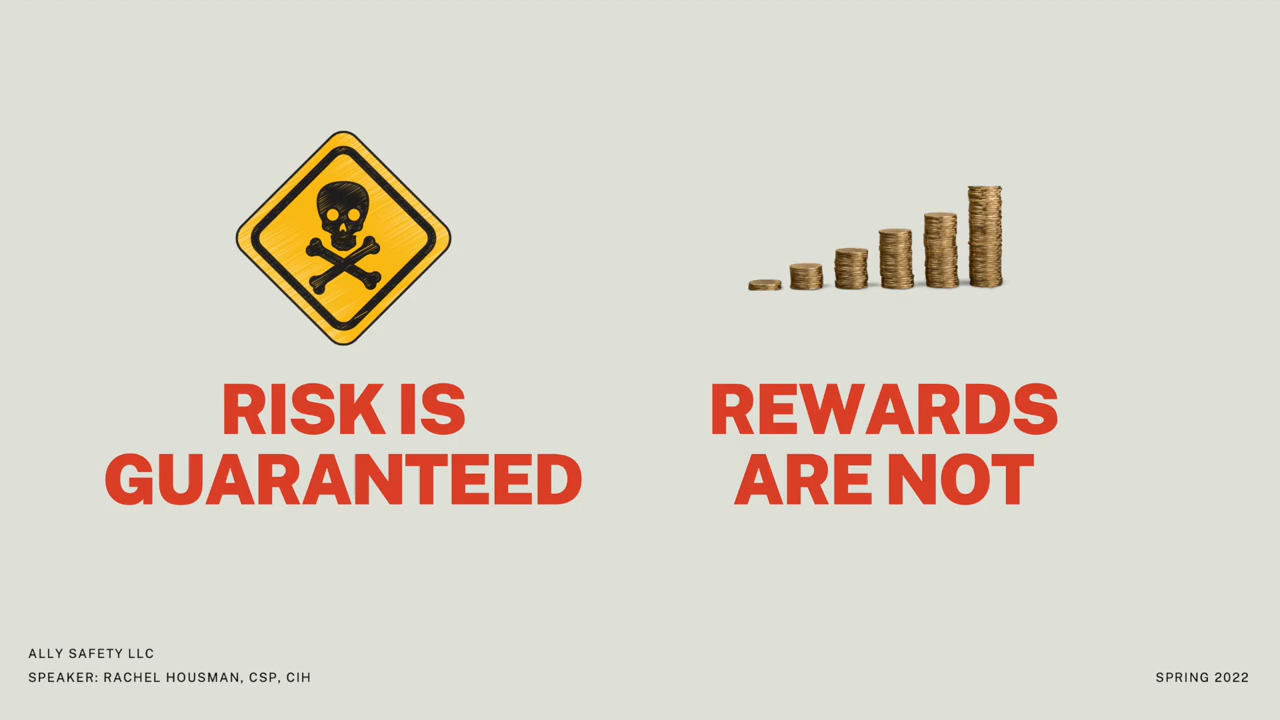 RISK IS
GUARANTEED
REWARDS
ARE NOT
ALLY SAFETY LLC
SPEAKER: RACHEL HOUSMAN, CSP, CIH
SPRING 2022